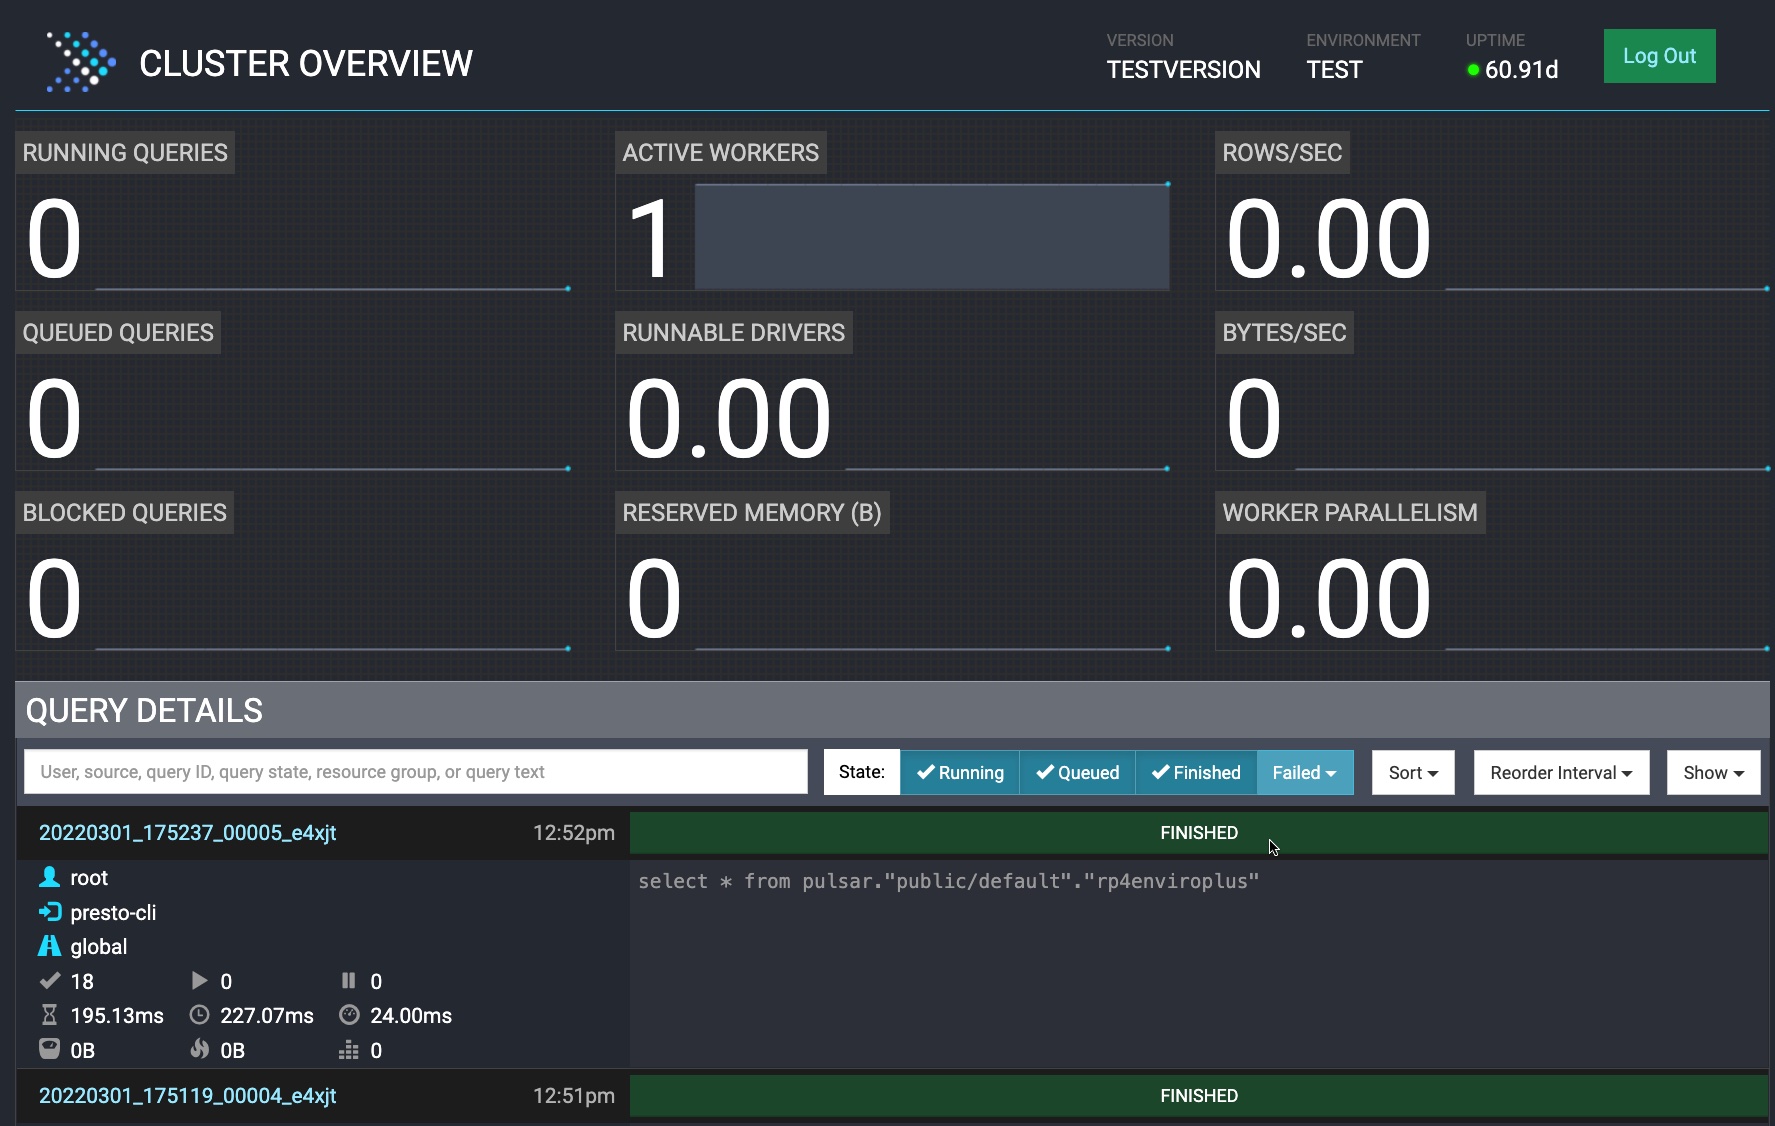 CLUSTER OVERVIEW
VERSION
TESTVERSION
ENVIRONMENT
TEST
UPTIME
60.91d
Log Out
RUNNING QUERIES
0
ACTIVE WORKERS
1
ROWS/SEC
0.00
QUEUED QUERIES
0
RUNNABLE DRIVERS
0.00
BYTES/SEC
0
BLOCKED QUERIES
0
RESERVED MEMORY (B)
0
WORKER PARALLELISM
0.00
QUERY DETAILS
User, source, query ID, query state, resource group, or query text
State:
Running
Queued
Finished
Failed
Sort
Reorder Interval
Show
20220301_175237_00005_e4xjt
12:52pm
FINISHED
root
presto-cli
global
18
0
0
195.13ms
227.07ms
24.00ms
0B
0B
0
select * from pulsar."public/default"."rp4enviroplus"
20220301_175119_00004_e4xjt
12:51pm
FINISHED